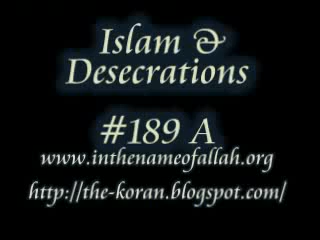 Islam &
Desecrations
#189 A
www.inthenameofallah.org
http://the-koran.blogspot.com/